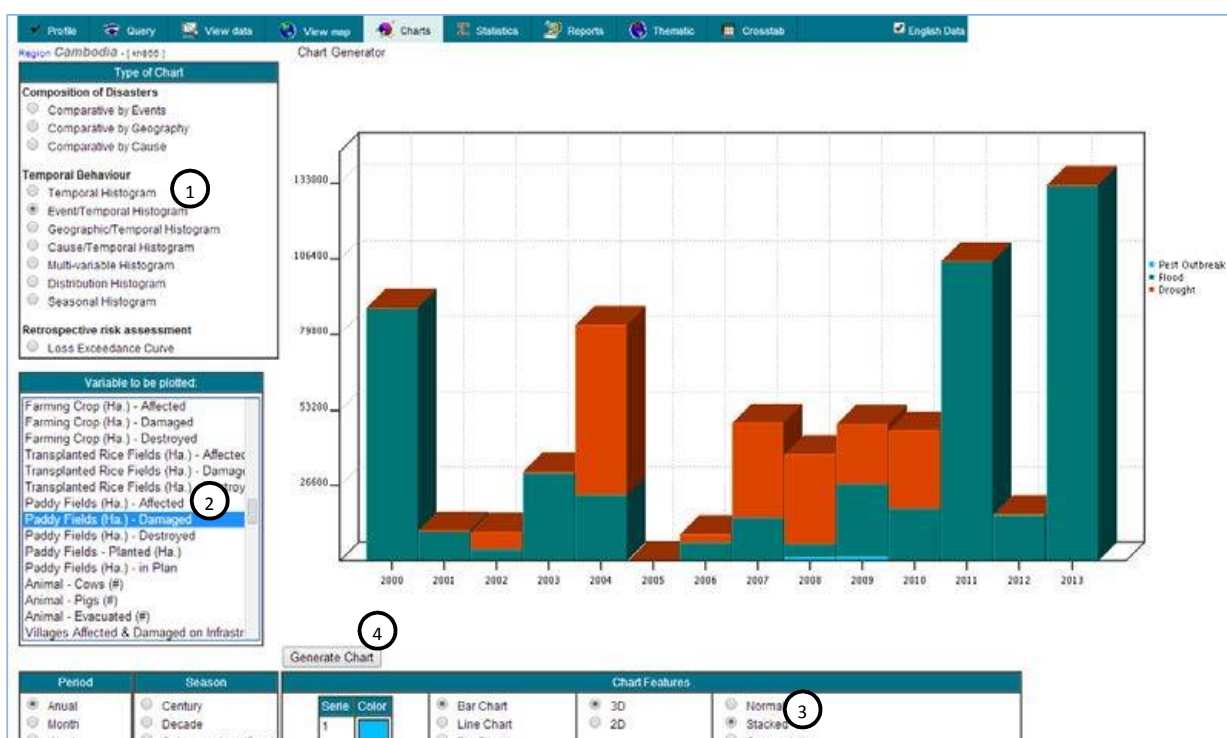 Profile Query View data View map Charts Statistics Reports Thematic Crosstab English Data
Region Cambodia
Chart Generator
Type of Chart
Composition of Disasters
Comparative by Events
Comparative by Geography
Comparative by Cause
Temporal Behaviour
Temporal Histogram
1
Event/Temporal Histogram
Geographic/Temporal Histogram
Cause/Temporal Histogram
Multi-variable Histogram
Distribution Histogram
Seasonal Histogram
Retrospective risk assessment
Loss Exceedance Curve
Variable to be plotted:
Farming Crop (Ha.) - Affected
Farming Crop (Ha.) - Damaged
Farming Crop (Ha.) - Destroyed
Transplanted Rice Fields (Ha.) - Affected
Transplanted Rice Fields (Ha.) - Damage
Transplanted Rice Fields (Ha.)
Paddy Fields (Ha.) - Affected
2
Paddy Fields (Ha.) - Damaged
Paddy Fields (Ha.) - Destroyed
Paddy Fields - Planted (Ha.)
Paddy Fields (Ha.) - in Plan
Animal - Cows (#)
Animal - Pigs (#)
Animal - Evacuated (#)
Villages Affected & Damaged on Infrastr
133000
106400
79800
53200
26600
2000 2001 2002 2003 2004 2005 2006 2007 2008 2009 2010 2011 2012 2013
Pest Outbreak
Flood
Drought
4
Generate Chart
Period
Anual
Month
Season
Century
Decade
Chart Features
Serie Color
1
Bar Chart
Line Chart
3D
2D
Normal
3
Stacked